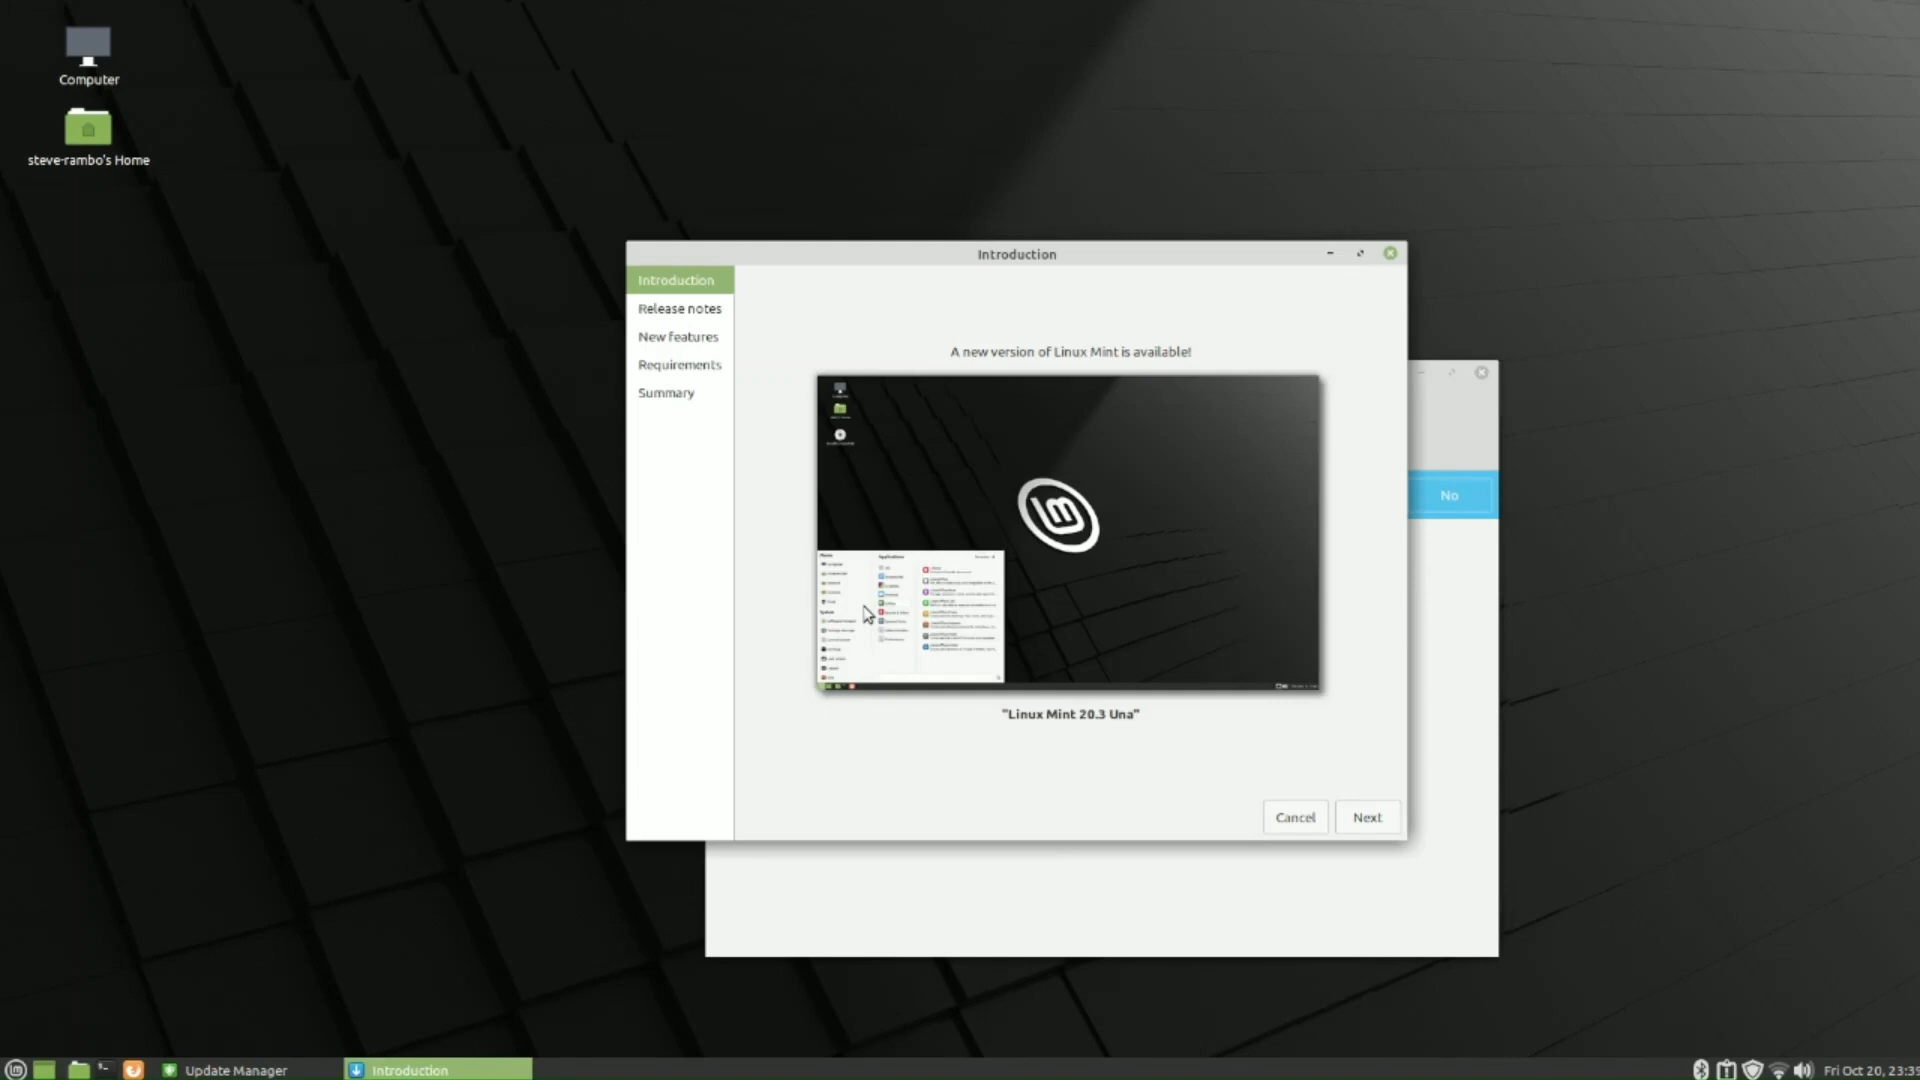 Computer
steve-rambo's Home
Introduction
Introduction
Release notes
New features
Requirements
Summary
A new version of Linux Mint is available!
"Linux Mint 20.3 Una"
Cancel
Next
No
Update Manager
Introduction
Fri Oct 20, 23:39